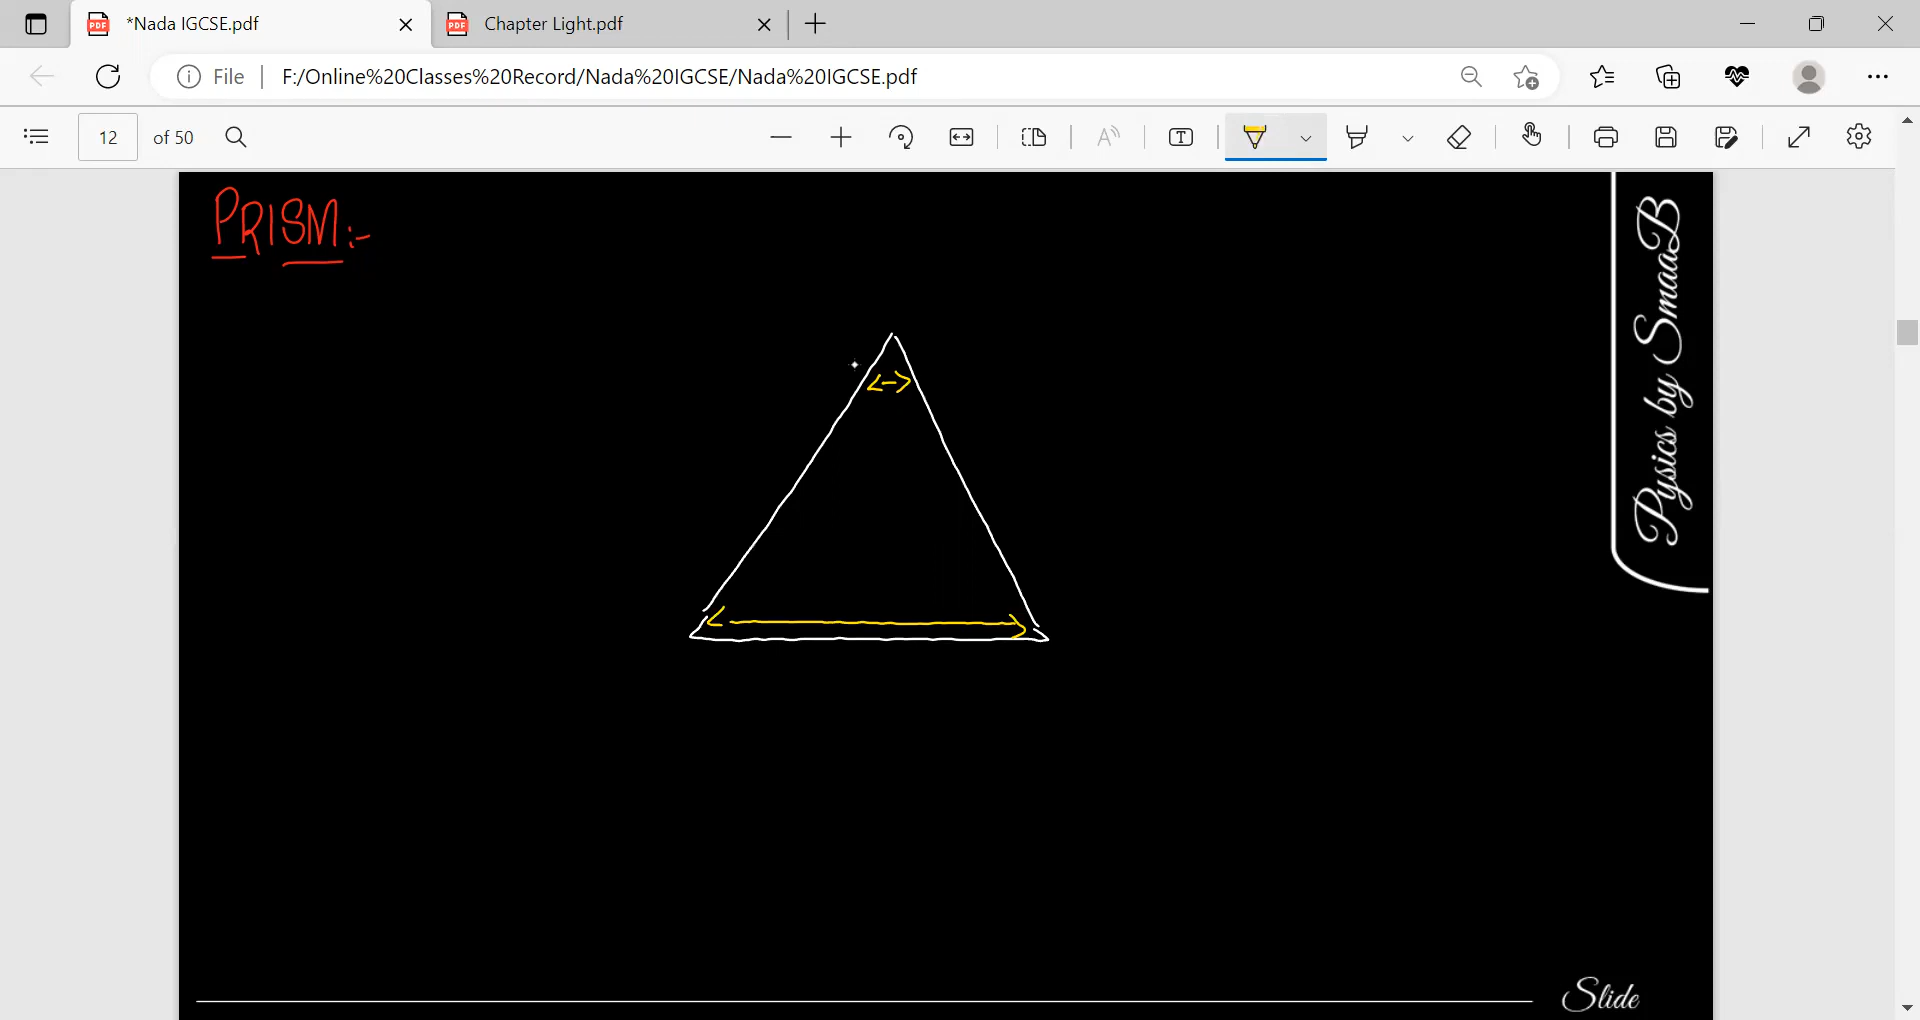 *Nada IGCSE.pdf
Chapter Light.pdf
File
F:/Online%20Classes%20Record/Nada%20IGCSE/Nada%20IGCSE.pdf
12 of 50
PRISM:-
Pysics by SmaaB
Slide